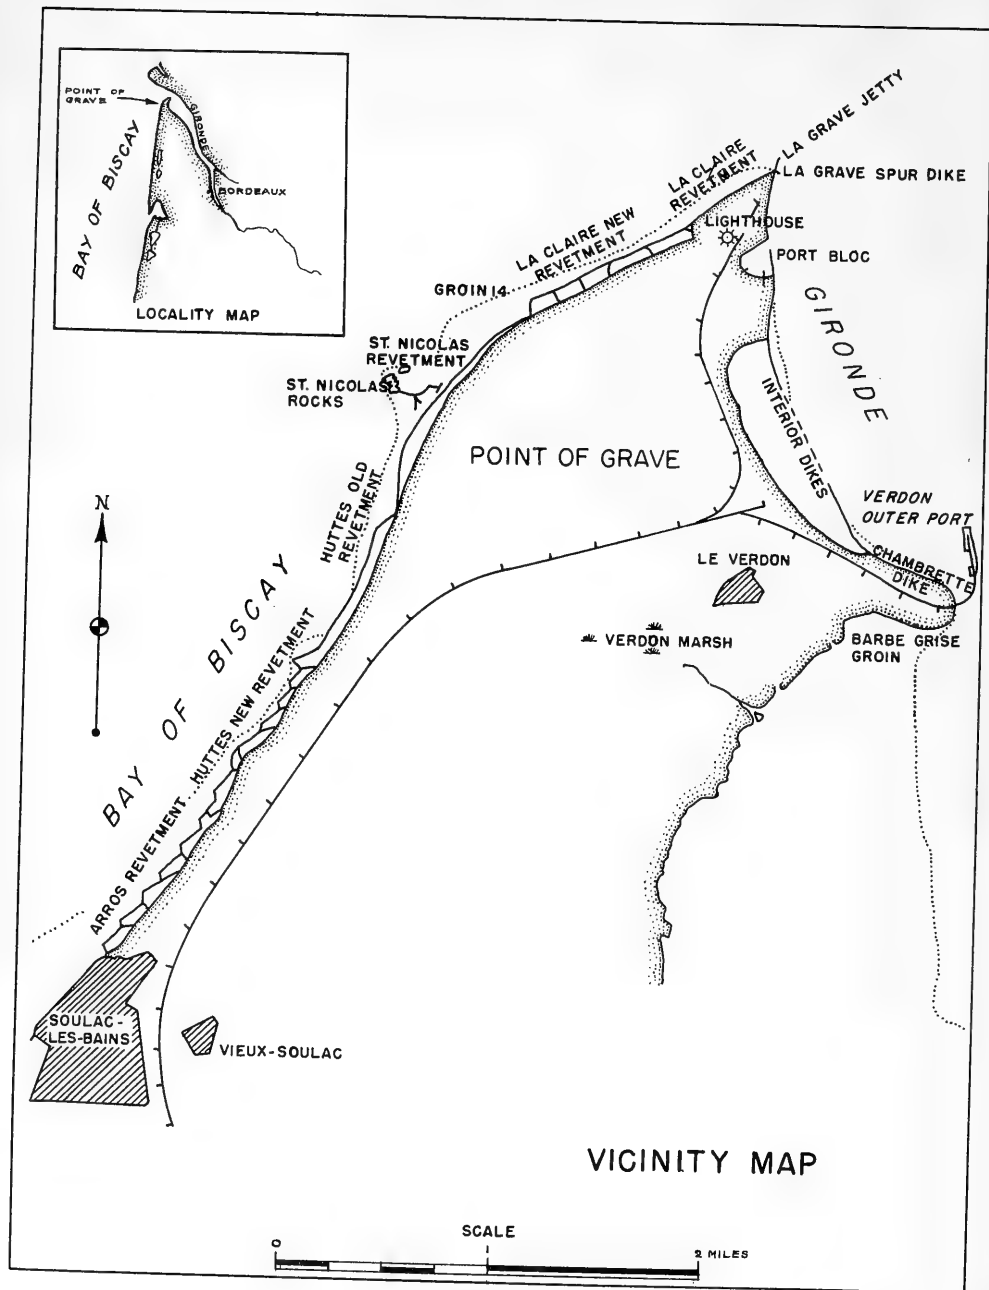 POINT OF
GRAVE
GIRONDE
BAY OF BISCAY
BORDEAUX
LOCALITY MAP
LA GRAVE JETTY
LA CLAIRE
REVETMENT
LA GRAVE SPUR DIKE
LIGHTHOUSE
LA CLAIRE NEW
REVETMENT
PORT BLOC
GROIN 14
GIRONDE
ST. NICOLAS
REVETMENT
ST. NICOLAS
ROCKS
INTERIOR DIKES
POINT OF GRAVE
HUTTES OLD
REVETMENT
VERDON
OUTER PORT
N
LE VERDON
CHAMBRETTE
DIKE
BAY OF BISCAY
VERDON MARSH
BARBE GRISE
GROIN
HUTTES NEW REVETMENT
ARROS REVETMENT
SOULAC-
LES-BAINS
VIEUX-SOULAC
VICINITY MAP
SCALE
0
2 MILES